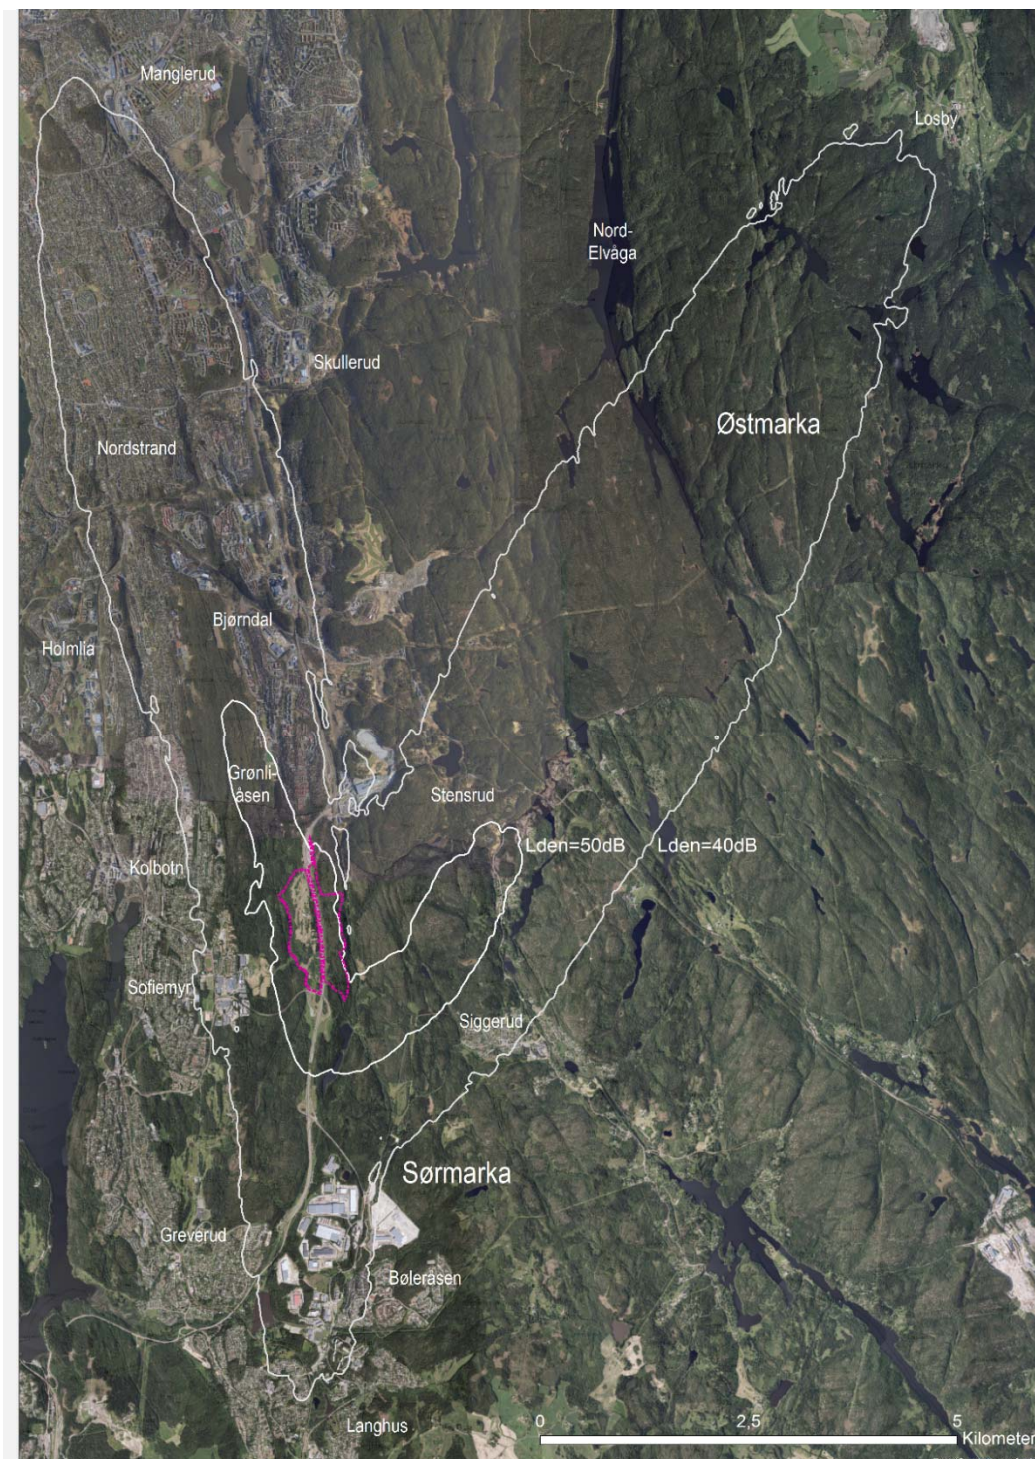 Manglerud
Losby
Nord-
Elvåga
Skullerud
Østmarka
Nordstrand
Bjørndal
Holmlia
Grønli-
åsen
Stensrud
Lden=50dB
Lden=40dB
Kolbotn
Sofiemyr
Siggerud
Sørmarka
Greverud
Bøleråsen
Langhus
0
2,5
5
Kilometer